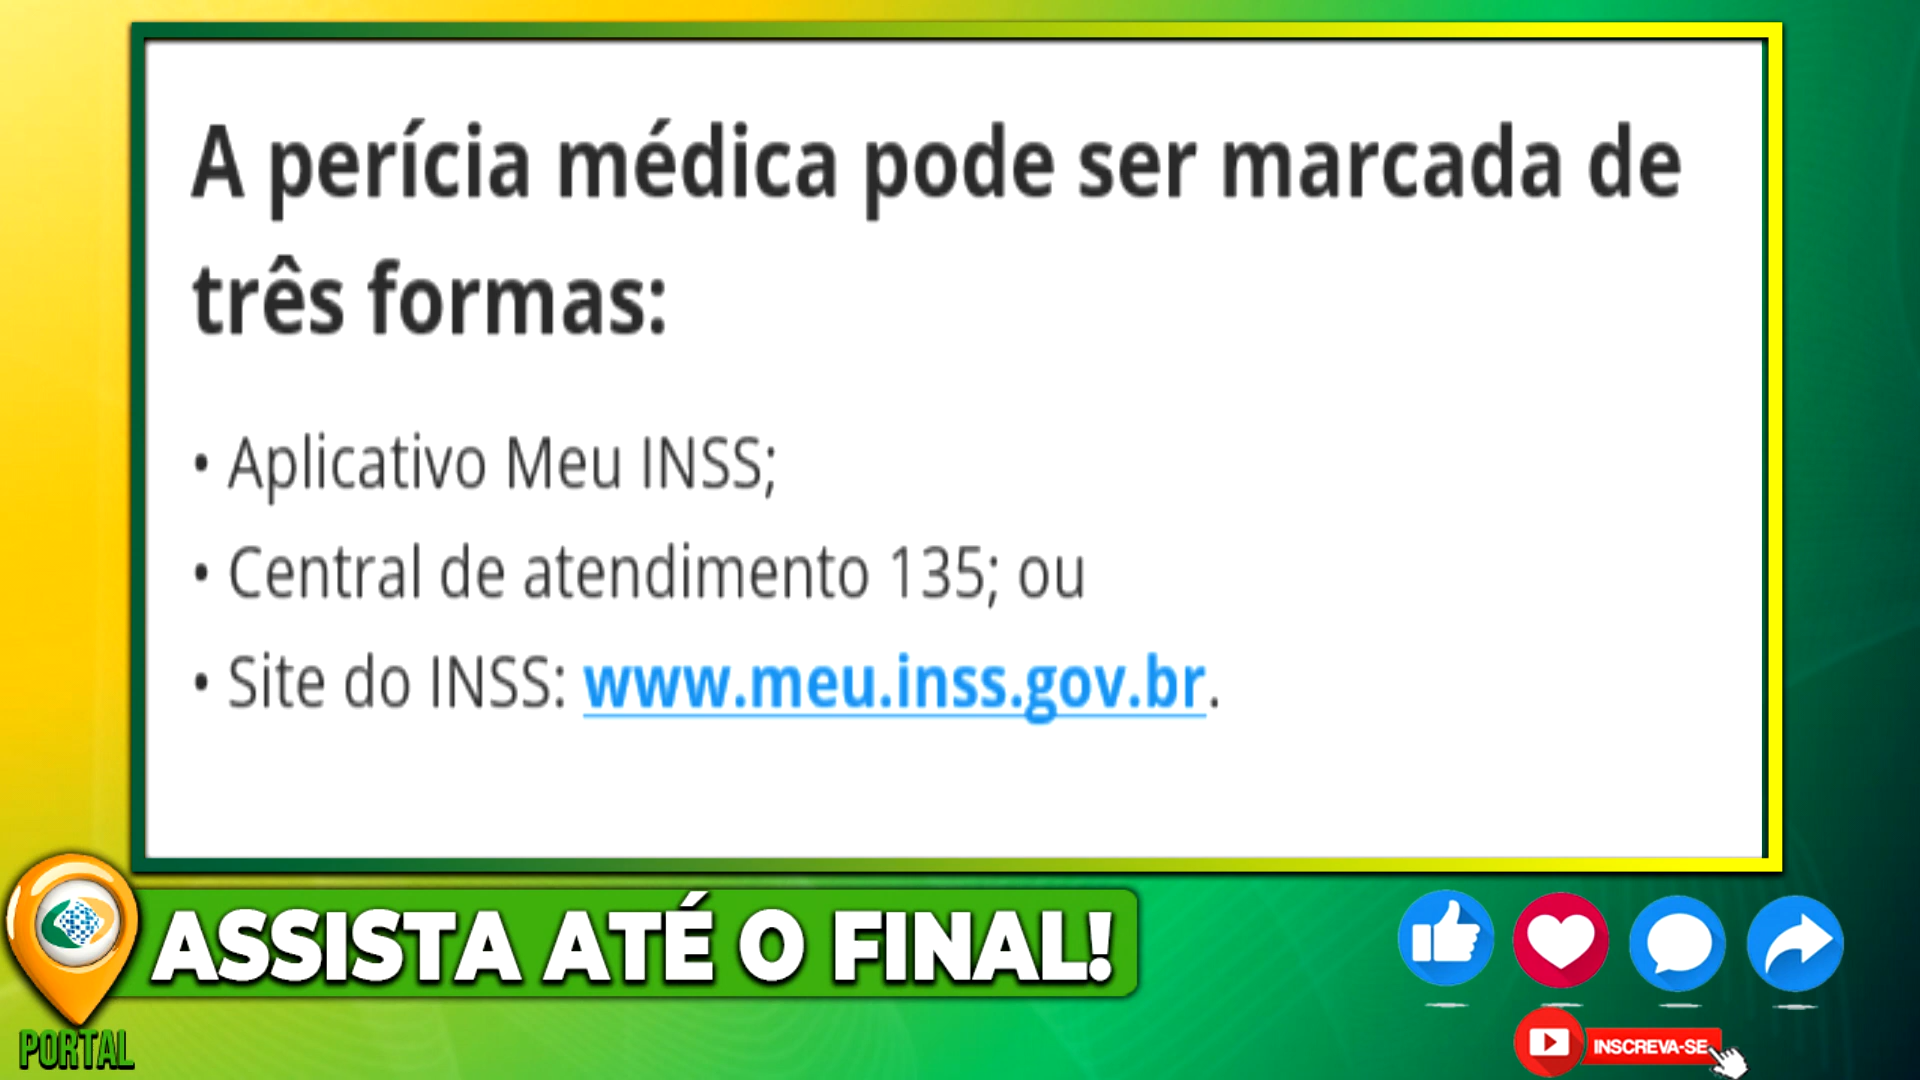 A perícia médica pode ser marcada de
três formas:
• Aplicativo Meu INSS;
• Central de atendimento 135; ou
• Site do INSS: www.meu.inss.gov.br.
ASSISTA ATÉ O FINAL!
PORTAL
INSCREVA-SE